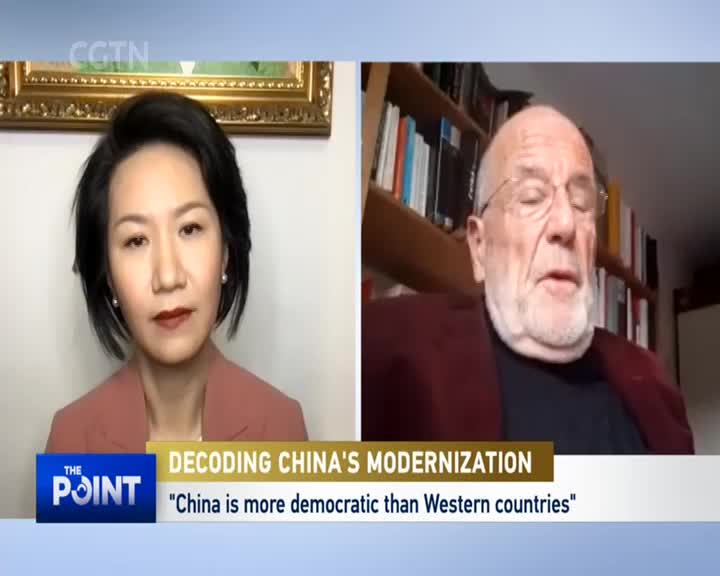 CGTN
DECODING CHINA'S MODERNIZATION
THE
POINT
"China is more democratic than Western countries"